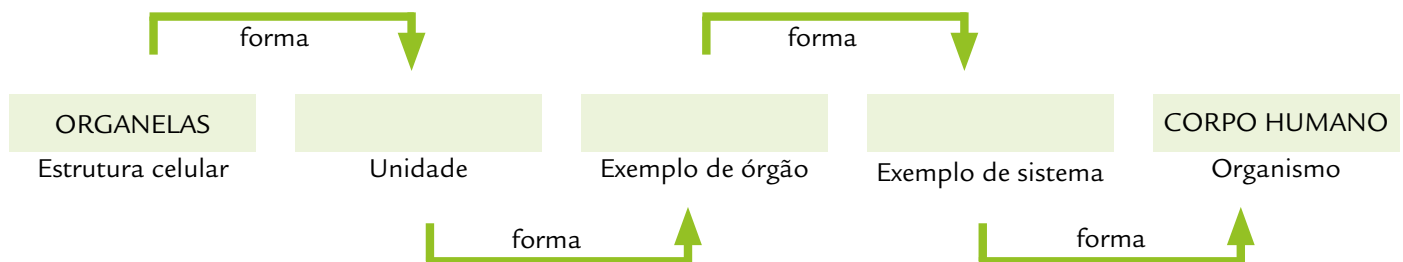 forma
forma
ORGANELAS
CORPO HUMANO
Estrutura celular
Unidade
Exemplo de órgão
Exemplo de sistema
Organismo
forma
forma